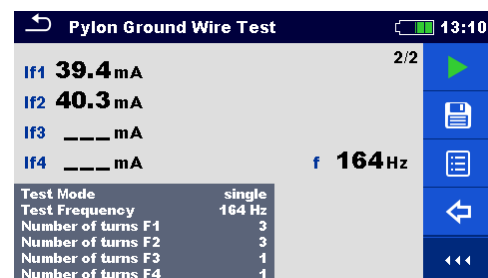 Pylon Ground Wire Test 13:10
2/2
If1 39.4 mA
If2 40.3 mA
If3 ___ mA
If4 ___ mA f 164 Hz
Test Mode single
Test Frequency 164 Hz
Number of turns F1 3
Number of turns F2 3
Number of turns F3 1
Number of turns F4 1